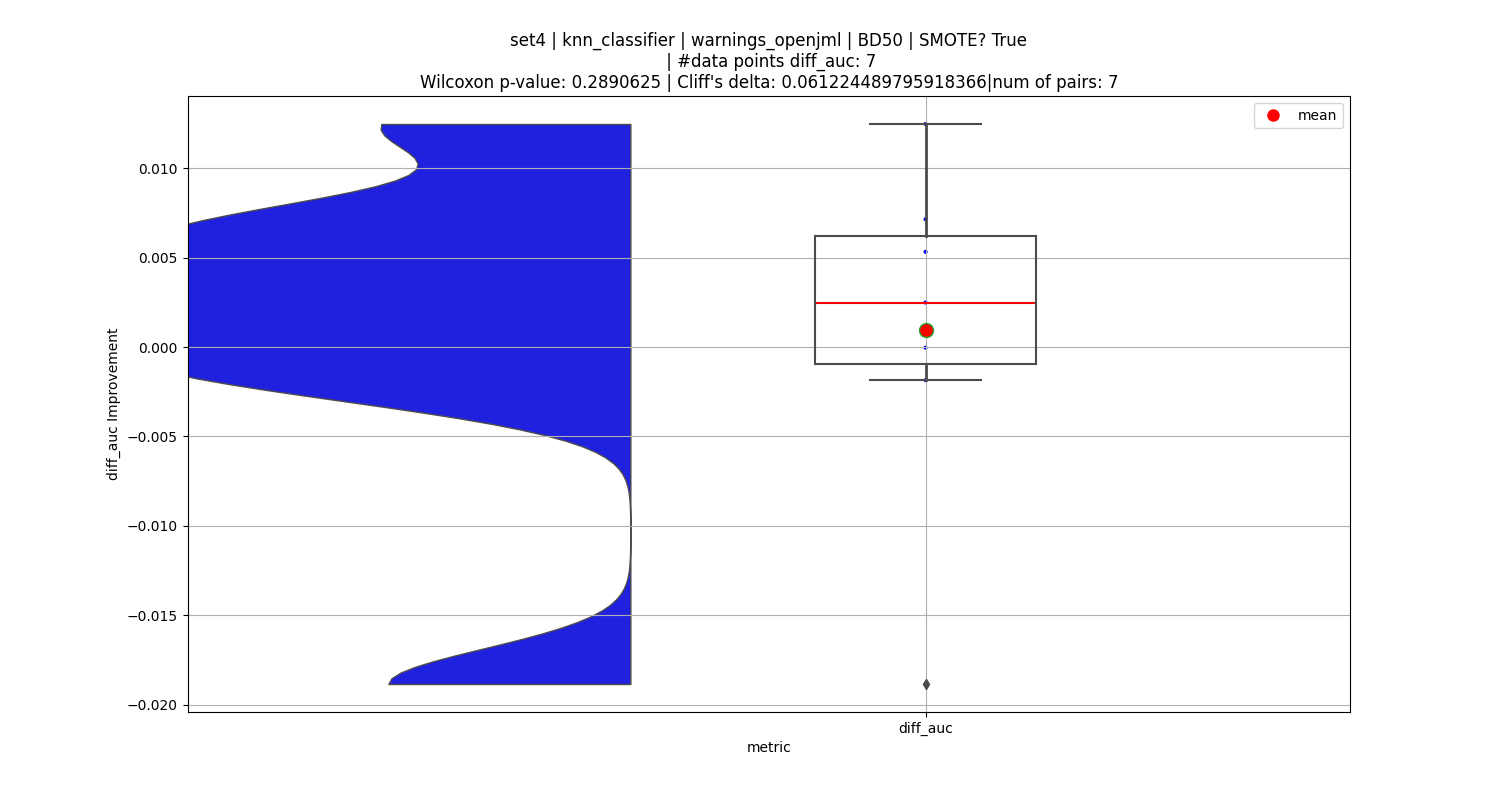 set4 | knn_classifier | warnings_openjml | BD50 | SMOTE? True
| #data points diff_auc: 7
Wilcoxon p-value: 0.2890625 | Cliff's delta: 0.061224489795918366|num of pairs: 7
mean
0.010
0.005
0.000
−0.005
−0.010
−0.015
−0.020
diff_auc Improvement
diff_auc
metric